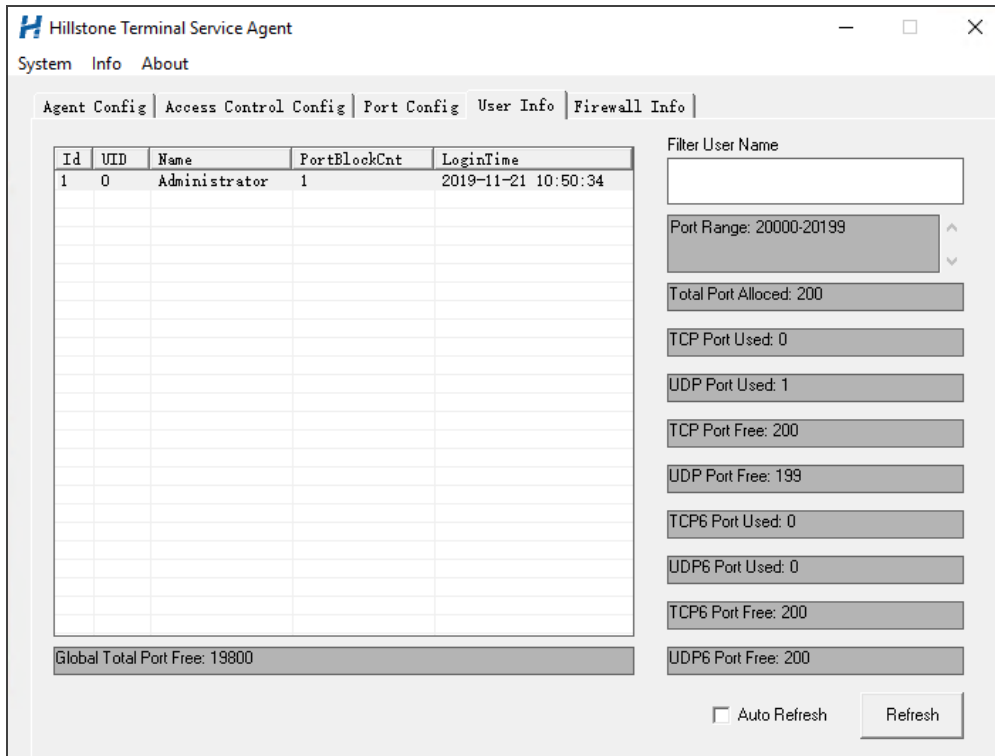 Hillstone Terminal Service Agent
System Info About
Agent Config Access Control Config Port Config User Info Firewall Info
Id UID Name PortBlockCnt LoginTime
1 0 Administrator 1 2019-11-21 10:50:34
Global Total Port Free: 19800
Filter User Name
Port Range: 20000-20199
Total Port Alloced: 200
TCP Port Used: 0
UDP Port Used: 1
TCP Port Free: 200
UDP Port Free: 199
TCP6 Port Used: 0
UDP6 Port Used: 0
TCP6 Port Free: 200
UDP6 Port Free: 200
Auto Refresh Refresh